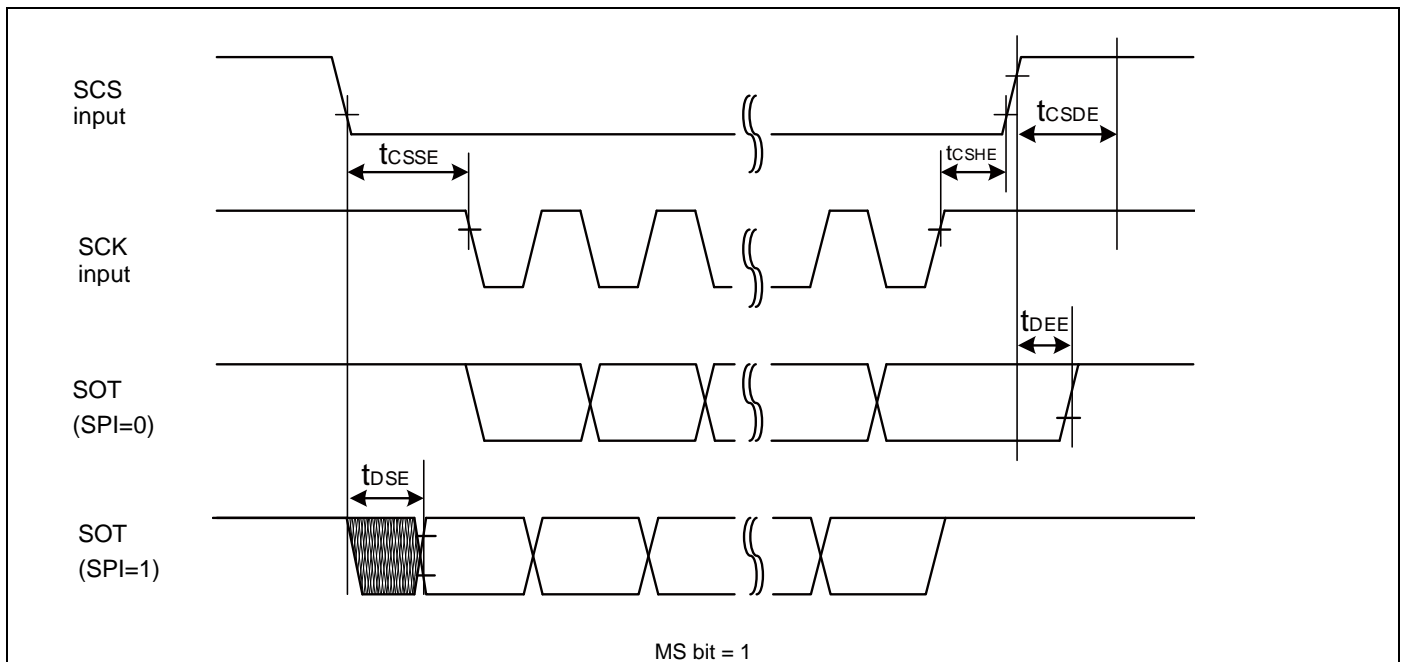 SCS
input
tCSDE
tCSSE
tCSHE
SCK
input
tDEE
SOT
(SPI=0)
tDSE
SOT
(SPI=1)
MS bit = 1